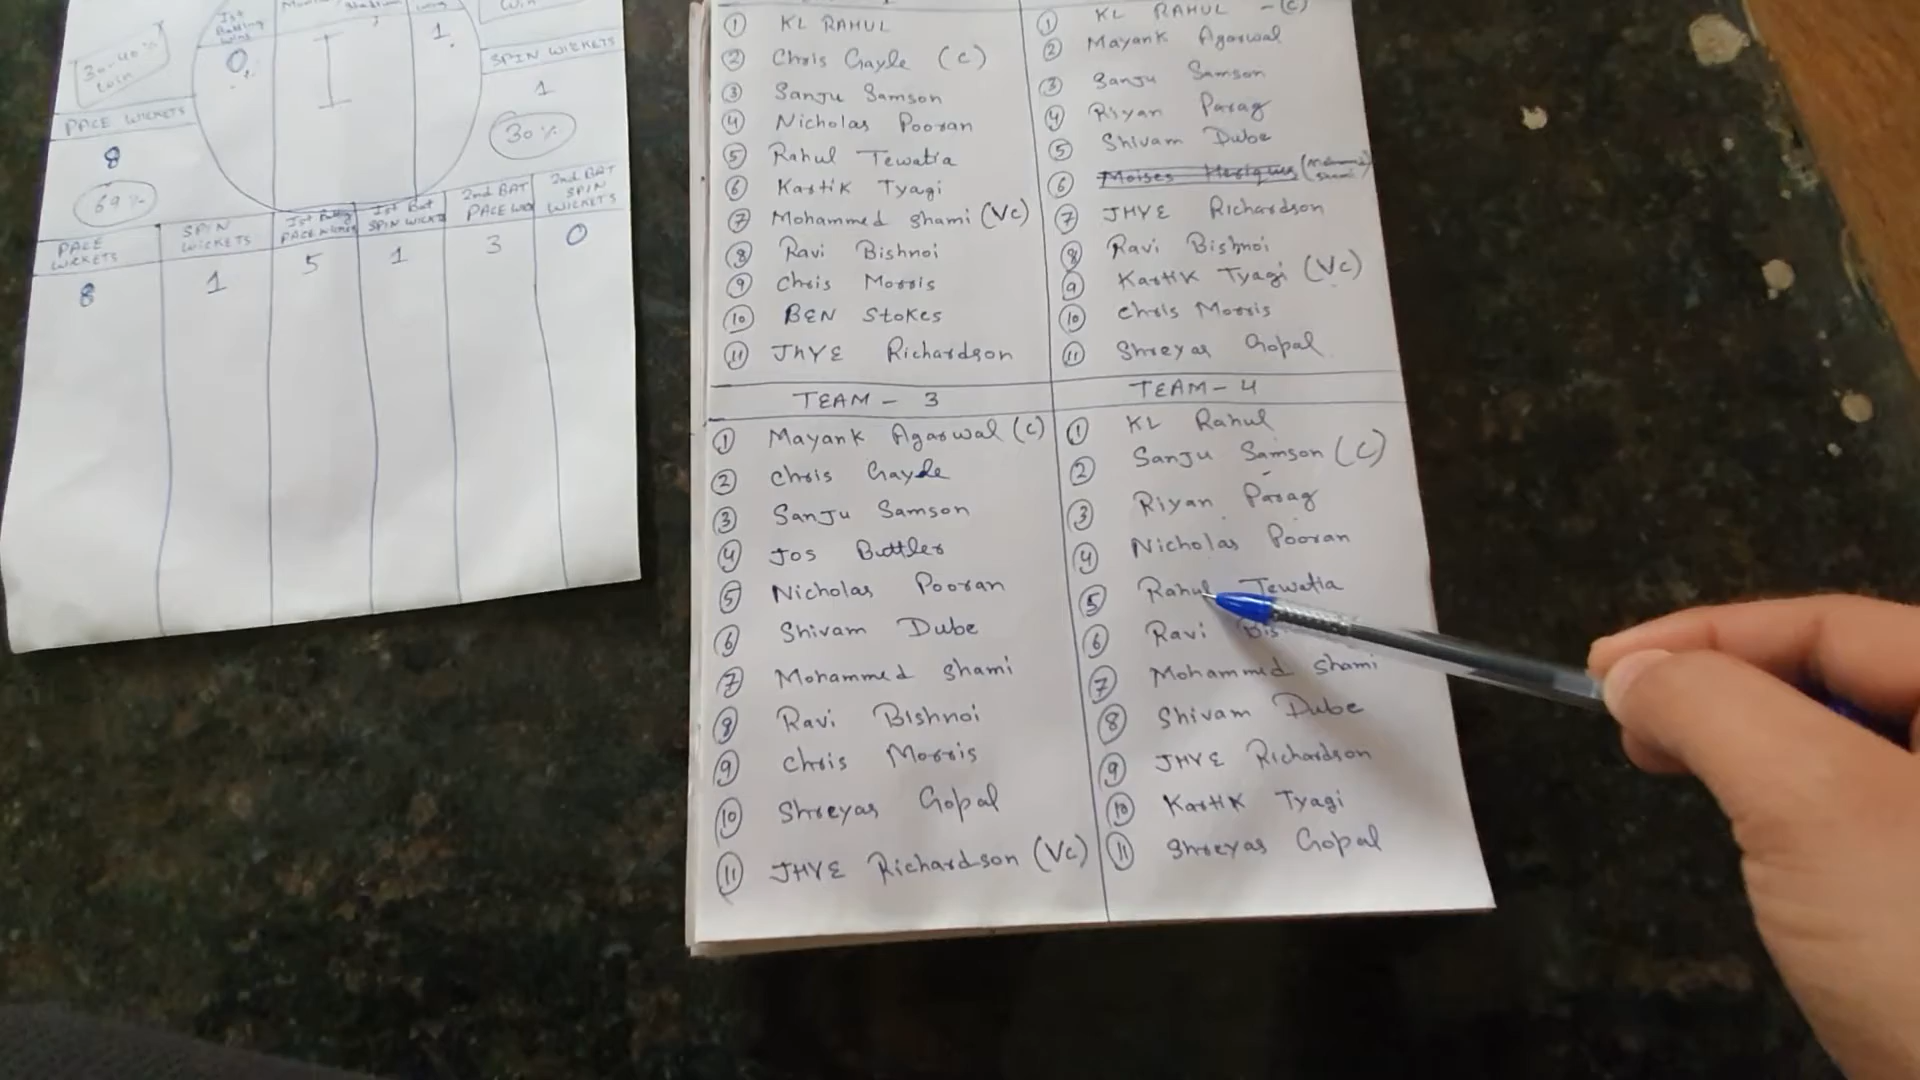 Ist
Batting
Wins
0
1
30-40%
Win
PACE WICKETS
8
69%
SPIN WICKETS
1
30%
PACE
WICKETS
SPIN
WICKETS
PACE WICKETS
Ist Bat
SPIN WICKETS
2nd BAT
2nd BAT
SPIN
WICKETS
8
1
5
1
3
0
1 KL RAHUL
2 Chris Gayle (C)
3 Sanju Samson
4 Nicholas Pooran
5 Rahul Tewatia
6 Kartik Tyagi
7 Mohammed Shami (VC)
8 Ravi Bishnoi
9 Chris Morris
10 BEN Stokes
11 JHYE Richardson
1 KL RAHUL - (C)
2 Mayank Agarwal
3 Sanju Samson
4 Riyan Parag
5 Shivam Dube
6 Moises
7 JHYE Richardson
8 Ravi Bishnoi
9 Kartik Tyagi (VC)
10 Chris Morris
11 Shreyas Gopal
TEAM - 3
1 Mayank Agarwal (C)
2 Chris Gayle
3 Sanju Samson
4 Jos Buttler
5 Nicholas Pooran
6 Shivam Dube
7 Mohammed Shami
8 Ravi Bishnoi
9 Chris Morris
10 Shreyas Gopal
11 JHYE Richardson (VC)
TEAM - 4
1 KL Rahul
2 Sanju Samson (C)
3 Riyan Parag
4 Nicholas Pooran
5 Rahul Tewatia
6 Ravi
7 Mohammed Shami
8 Shivam Dube
9 JHYE Richardson
10 Kartik Tyagi
11 Shreyas Gopal